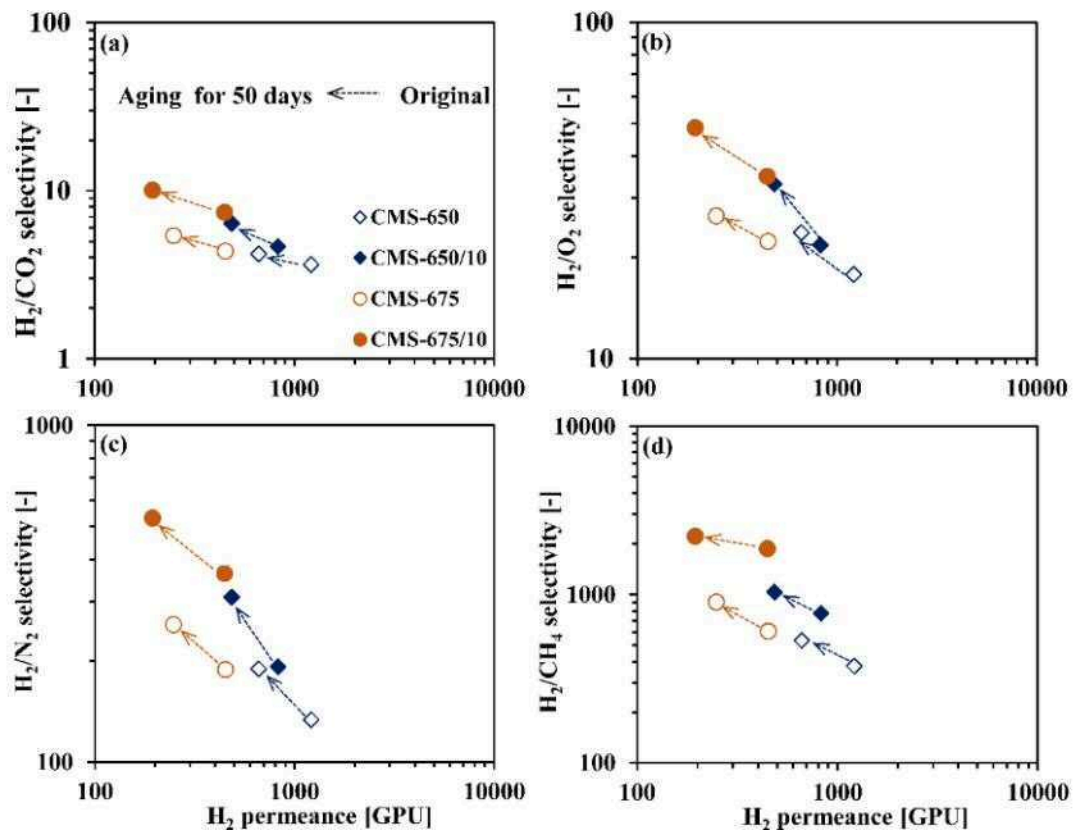 (a)
100
10
1
H₂/CO₂ selectivity [-]
Aging for 50 days Original
CMS-650
CMS-650/10
CMS-675
CMS-675/10
100 1000 10000
(b)
100
10
H₂/O₂ selectivity [-]
100 1000 10000
(c)
1000
100
H₂/N₂ selectivity [-]
100 1000 10000
H₂ permeance [GPU]
(d)
10000
1000
100
H₂/CH₄ selectivity [-]
100 1000 10000
H₂ permeance [GPU]